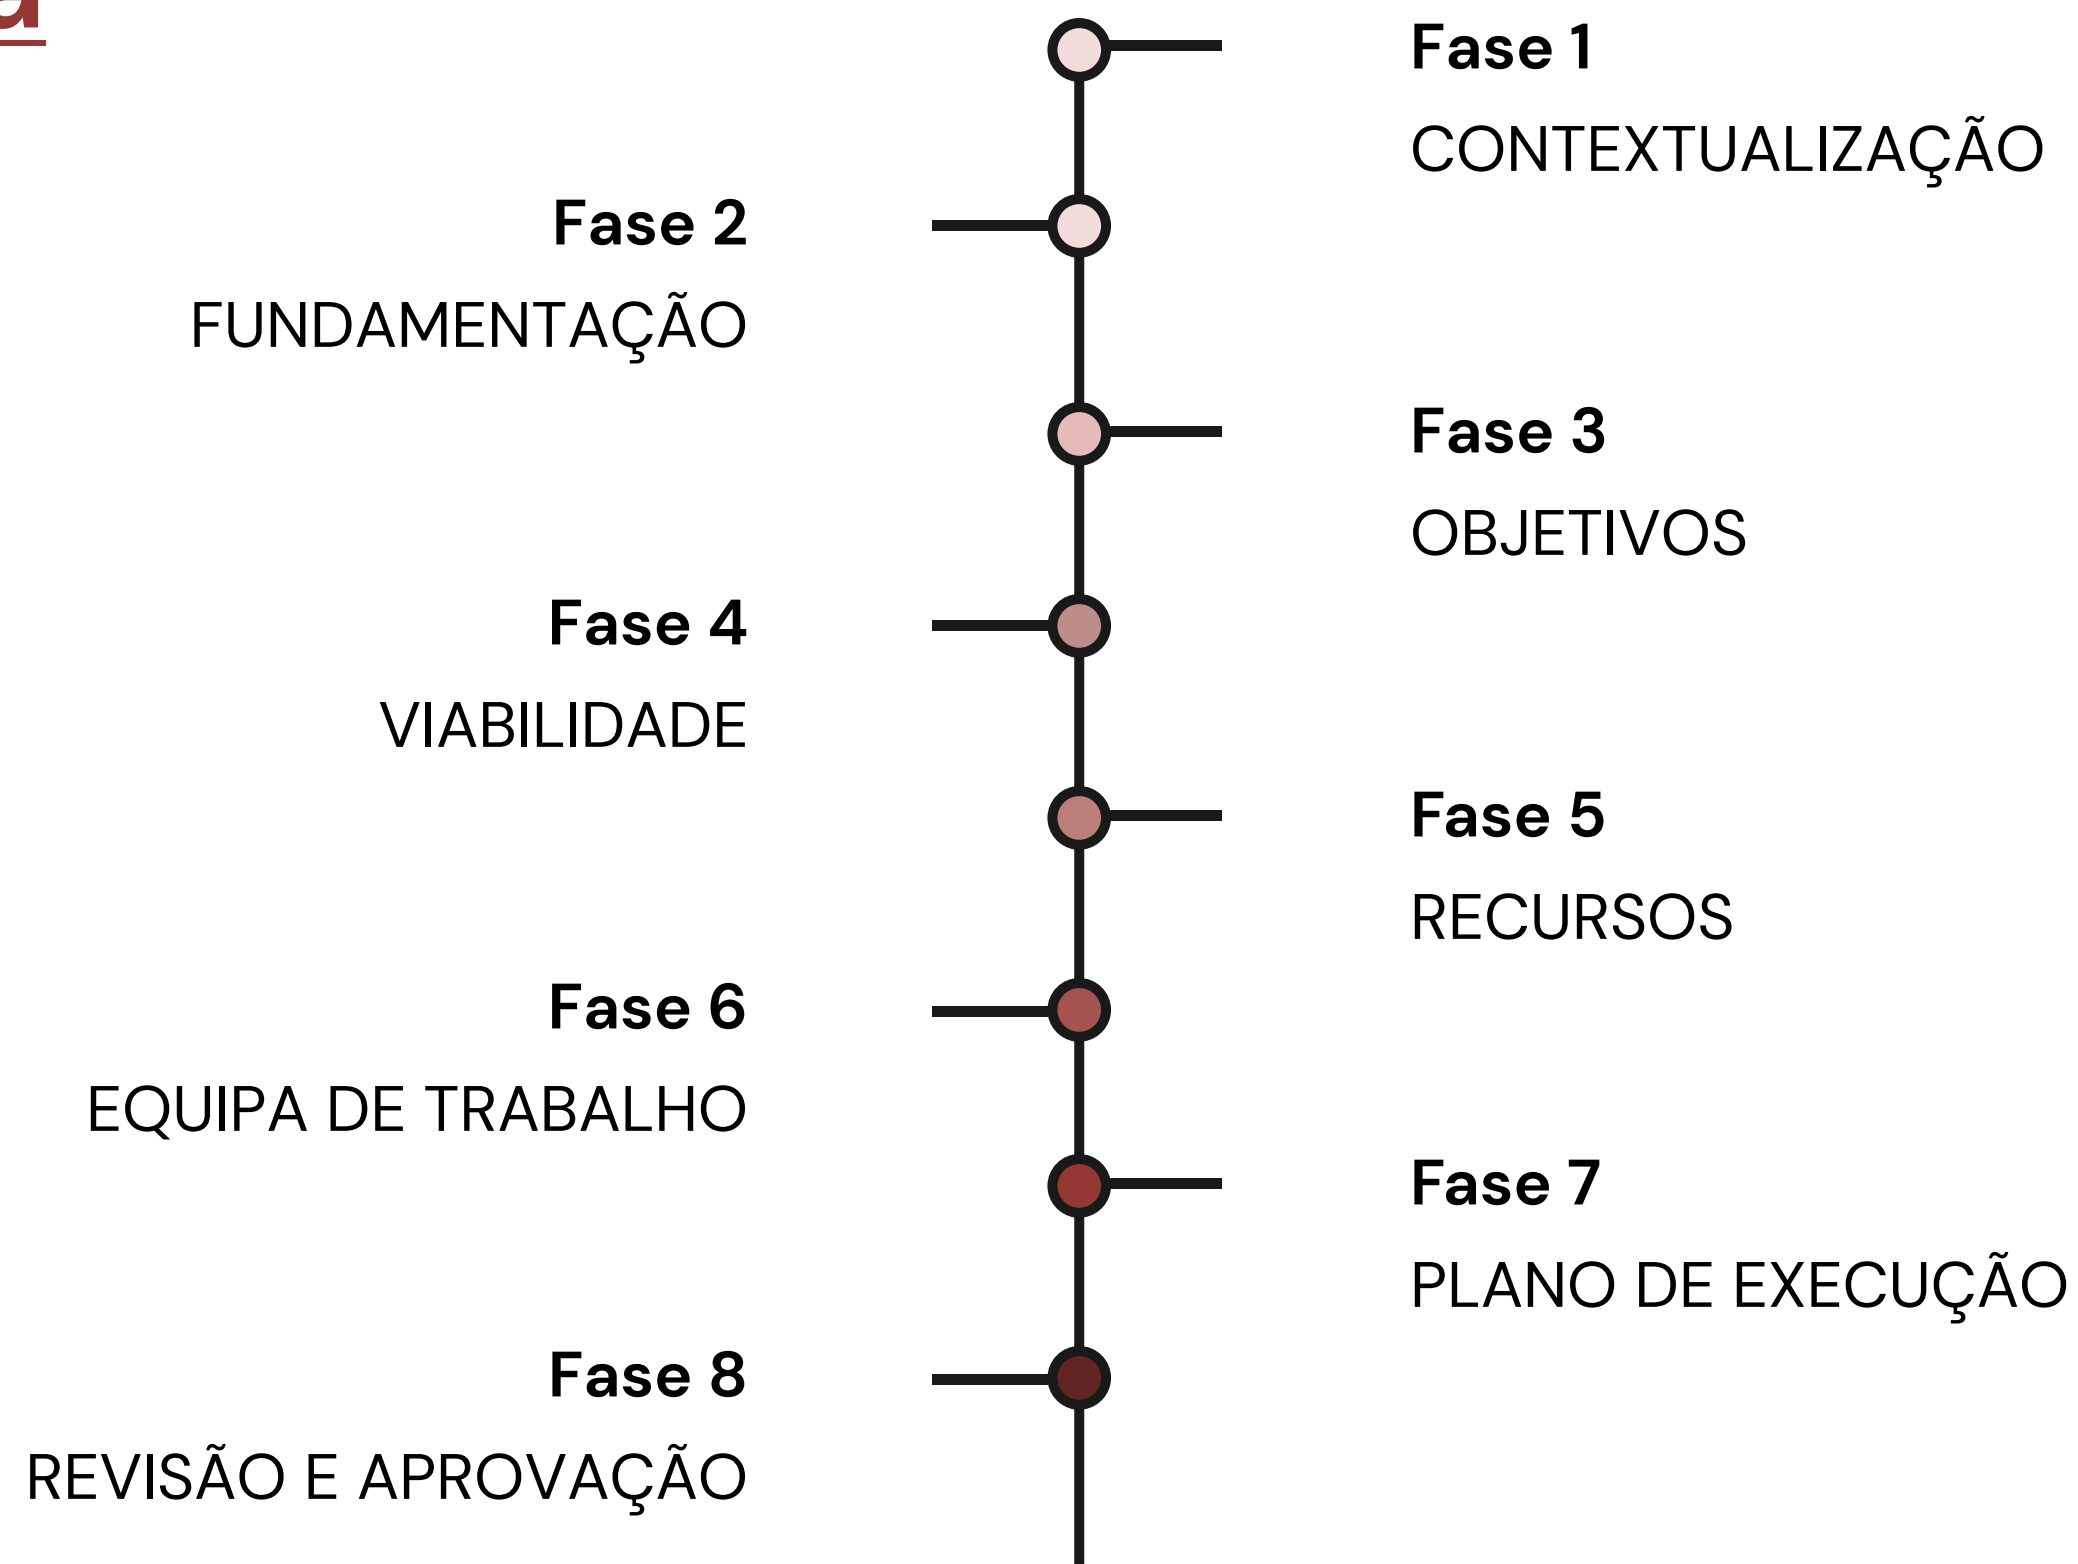 Fase 1
CONTEXTUALIZAÇÃO
Fase 2
FUNDAMENTAÇÃO
Fase 3
OBJETIVOS
Fase 4
VIABILIDADE
Fase 5
RECURSOS
Fase 6
EQUIPA DE TRABALHO
Fase 7
PLANO DE EXECUÇÃO
Fase 8
REVISÃO E APROVAÇÃO